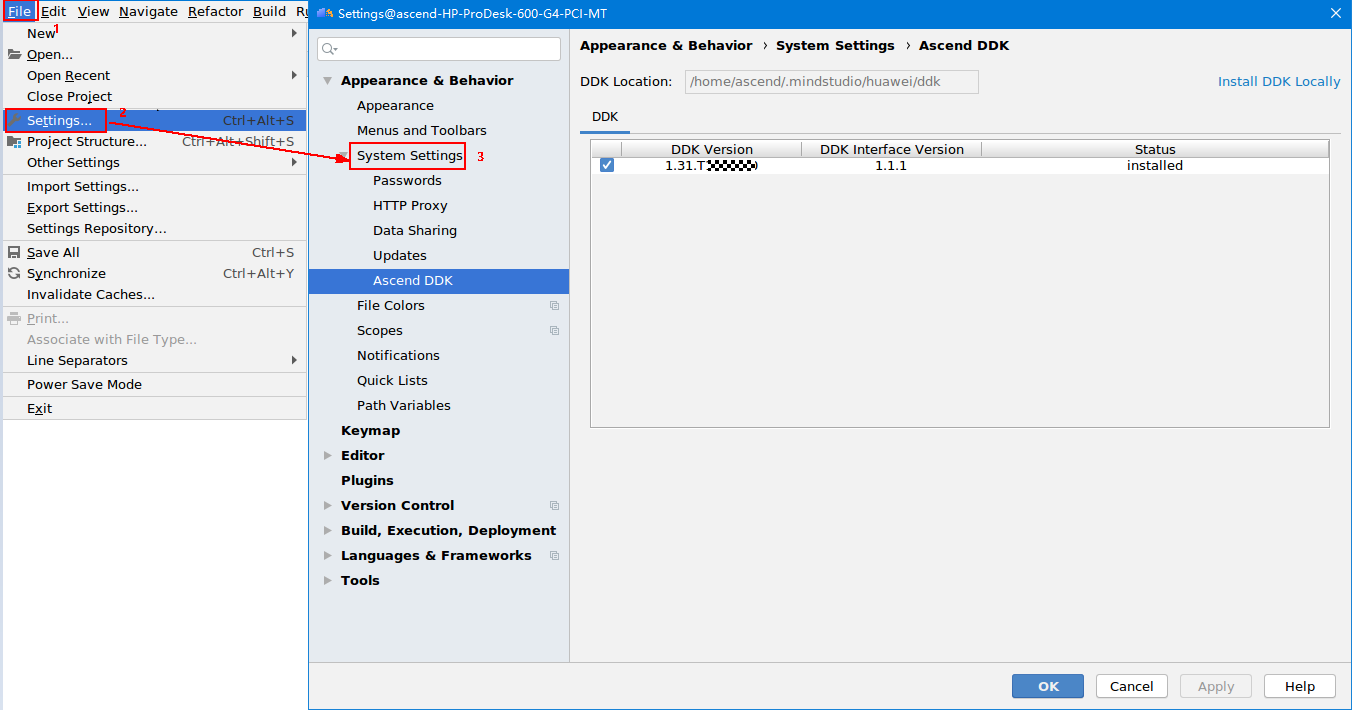 File Edit View Navigate Refactor Build
1
New
Open...
Open Recent
Close Project
2
Settings... Ctrl+Alt+S
Project Structure... Ctrl+Alt+Shift+S
Other Settings
Import Settings...
Export Settings...
Settings Repository...
Save All Ctrl+S
Synchronize Ctrl+Alt+Y
Invalidate Caches...
Print...
Associate with File Type...
Line Separators
Power Save Mode
Exit
Settings@ascend-HP-ProDesk-600-G4-PCI-MT
Appearance & Behavior
Appearance
Menus and Toolbars
System Settings 3
Passwords
HTTP Proxy
Data Sharing
Updates
Ascend DDK
File Colors
Scopes
Notifications
Quick Lists
Path Variables
Keymap
Editor
Plugins
Version Control
Build, Execution, Deployment
Languages & Frameworks
Tools
Appearance & Behavior › System Settings › Ascend DDK
DDK Location: /home/ascend/.mindstudio/huawei/ddk Install DDK Locally
DDK
DDK Version DDK Interface Version Status
1.31.T 1.1.1 installed
OK Cancel Apply Help